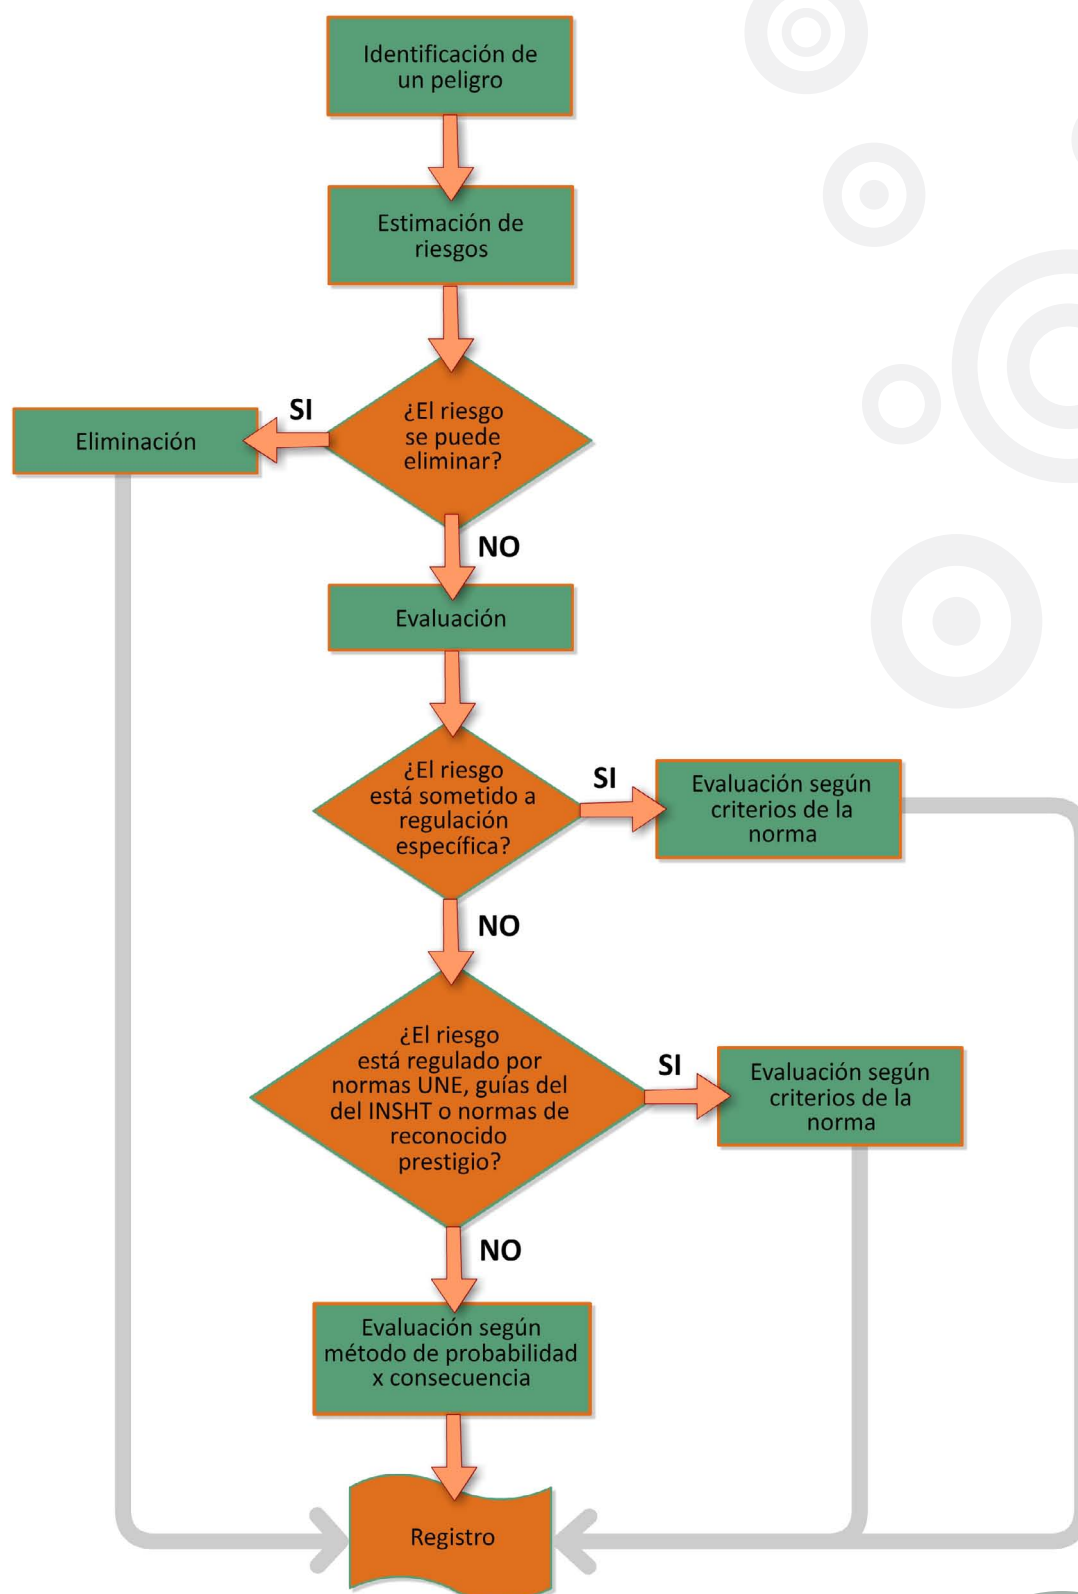 Identificación de
un peligro
Estimación de
riesgos
¿El riesgo
se puede
eliminar?
SI
Eliminación
NO
Evaluación
¿El riesgo
está sometido a
regulación
específica?
SI
Evaluación según
criterios de la
norma
NO
¿El riesgo
está regulado por
normas UNE, guías del
del INSHT o normas de
reconocido
prestigio?
SI
Evaluación según
criterios de la
norma
NO
Evaluación según
método de probabilidad
x consecuencia
Registro